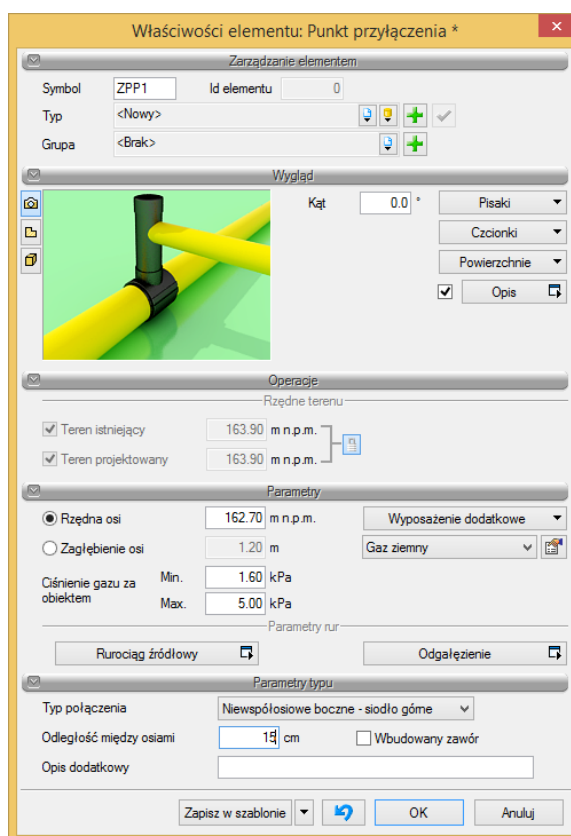 Właściwości elementu: Punkt przyłączenia *
Zarządzanie elementem
Symbol ZPP1 Id elementu 0
Typ <Nowy>
Grupa <Brak>
Wygląd
Kąt 0.0 ° Pisaki
Czcionki
Powierzchnie
Opis
Operacje
Rzędne terenu
Teren istniejący 163.90 m n.p.m.
Teren projektowany 163.90 m n.p.m.
Parametry
Rzędna osi 162.70 m n.p.m. Wyposażenie dodatkowe
Zagłębienie osi 1.20 m Gaz ziemny
Ciśnienie gazu za obiektem Min. 1.60 kPa
Max. 5.00 kPa
Parametry rur
Rurociąg źródłowy Odgałęzienie
Parametry typu
Typ połączenia Niewspółosiowe boczne - siodło górne
Odległość między osiami 15 cm Wbudowany zawór
Opis dodatkowy
Zapisz w szablonie OK Anuluj